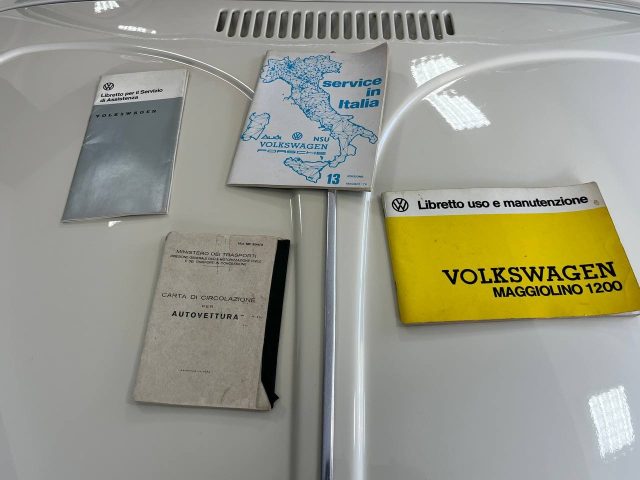 Libretto per il Servizio
di Assistenza
VOLKSWAGEN
service
in
Italia
Audi NSU
VOLKSWAGEN
PORSCHE
13
Libretto uso e manutenzione
VOLKSWAGEN
MAGGIOLINO 1200
MINISTERO DEI TRASPORTI
CARTA DI CIRCOLAZIONE
PER
AUTOVETTURA